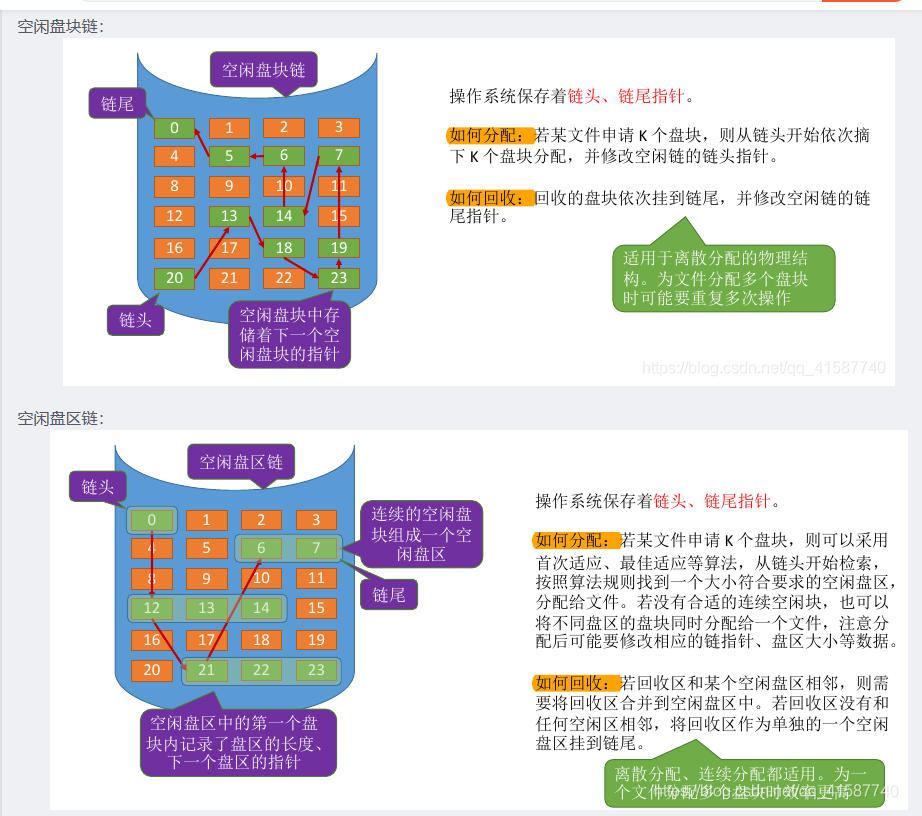 空闲盘块链：
空闲盘块链
链尾
0 1 2 3
4 5 6 7
8 9 10 11
12 13 14 15
16 17 18 19
20 21 22 23
链头
空闲盘块中存
储着下一个空
闲盘块的指针
操作系统保存着链头、链尾指针。
如何分配：若某文件申请 K 个盘块，则从链头开始依次摘
下 K 个盘块分配，并修改空闲链的链头指针。
如何回收：回收的盘块依次挂到链尾，并修改空闲链的链
尾指针。
适用于离散分配的物理结
构。为文件分配多个盘块
时可能要重复多次操作
https://blog.csdn.net/qq_41587740
空闲盘区链：
空闲盘区链
链头
0 1 2 3
4 5 6 7
8 9 10 11
12 13 14 15
16 17 18 19
20 21 22 23
连续的空闲盘
块组成一个空
闲盘区
链尾
空闲盘区中的第一个盘
块内记录了盘区的长度、
下一个盘区的指针
操作系统保存着链头、链尾指针。
如何分配：若某文件申请 K 个盘块，则可以采用
首次适应、最佳适应等算法，从链头开始检索，
按照算法规则找到一个大小符合要求的空闲盘区，
分配给文件。若没有合适的连续空闲块，也可以
将不同盘区的盘块同时分配给一个文件，注意分
配后可能要修改相应的链指针、盘区大小等数据。
如何回收：若回收区和某个空闲盘区相邻，则需
要将回收区合并到空闲盘区中。若回收区没有和
任何空闲区相邻，将回收区作为单独的一个空闲
盘区挂到链尾。
离散分配、连续分配都适用。为一
个文件分配多个盘块时效率更高
https://blog.csdn.net/qq_41587740